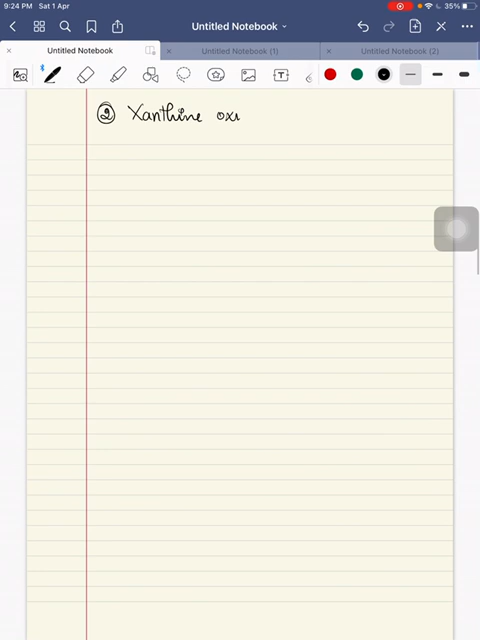 9:24 PM Sat 1 Apr 35%
Untitled Notebook
Untitled Notebook Untitled Notebook (1) Untitled Notebook (2)
② Xanthine oxi